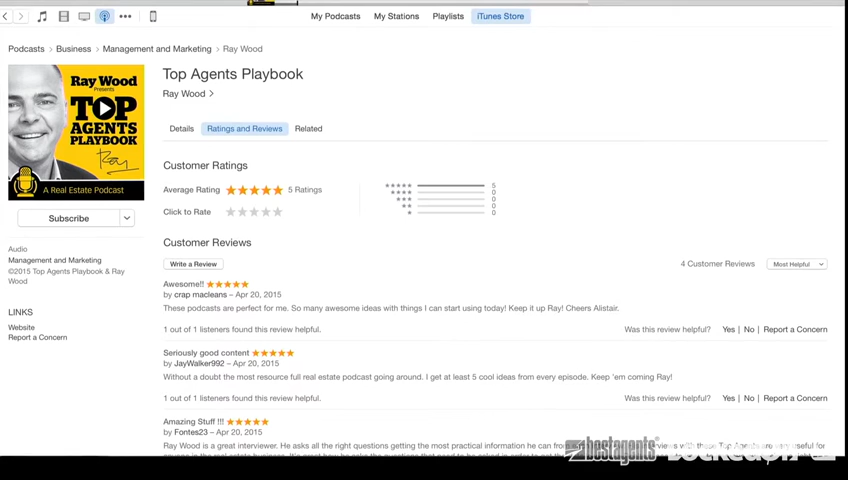 My Podcasts My Stations Playlists iTunes Store
Podcasts > Business > Management and Marketing > Ray Wood
Ray Wood
Presents
TOP
AGENTS
PLAYBOOK
Ray
A Real Estate Podcast
Subscribe
Audio
Management and Marketing
©2015 Top Agents Playbook & Ray
Wood
LINKS
Website
Report a Concern
Top Agents Playbook
Ray Wood >
Details Ratings and Reviews Related
Customer Ratings
Average Rating ★★★★★ 5 Ratings
★★★★★ 5
★★★★ 0
★★★ 0
★★ 0
★ 0
Click to Rate ★★★★★
Customer Reviews
Write a Review 4 Customer Reviews Most Helpful
Awesome!! ★★★★★
by crap macleans – Apr 20, 2015
These podcasts are perfect for me. So many awesome ideas with things I can start using today! Keep it up Ray! Cheers Alistair.
1 out of 1 listeners found this review helpful. Was this review helpful? Yes | No | Report a Concern
Seriously good content ★★★★★
by JayWalker992 – Apr 20, 2015
Without a doubt the most resource full real estate podcast going around. I get at least 5 cool ideas from every episode. Keep 'em coming Ray!
1 out of 1 listeners found this review helpful. Was this review helpful? Yes | No | Report a Concern
Amazing Stuff !!! ★★★★★
by Fontes23 – Apr 20, 2015
Ray Wood is a great interviewer. He asks all the right questions getting the most practical information he can from views with these Top Agents are very useful for
bestagents